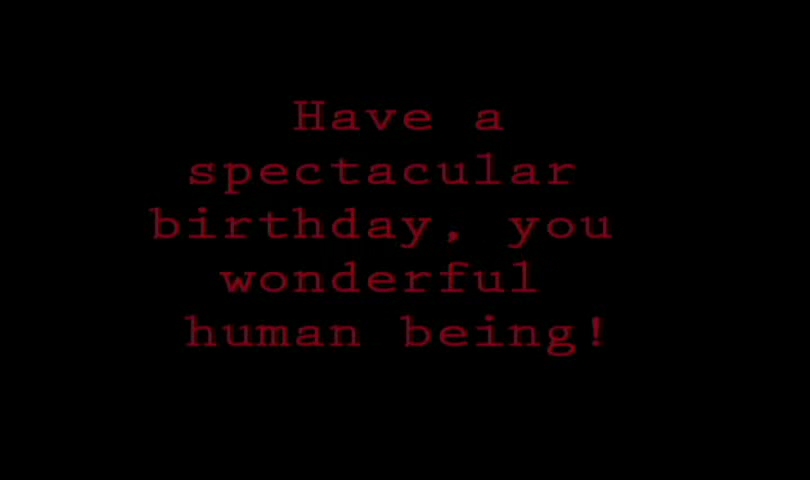 Have a
spectacular
birthday, you
wonderful
human being!